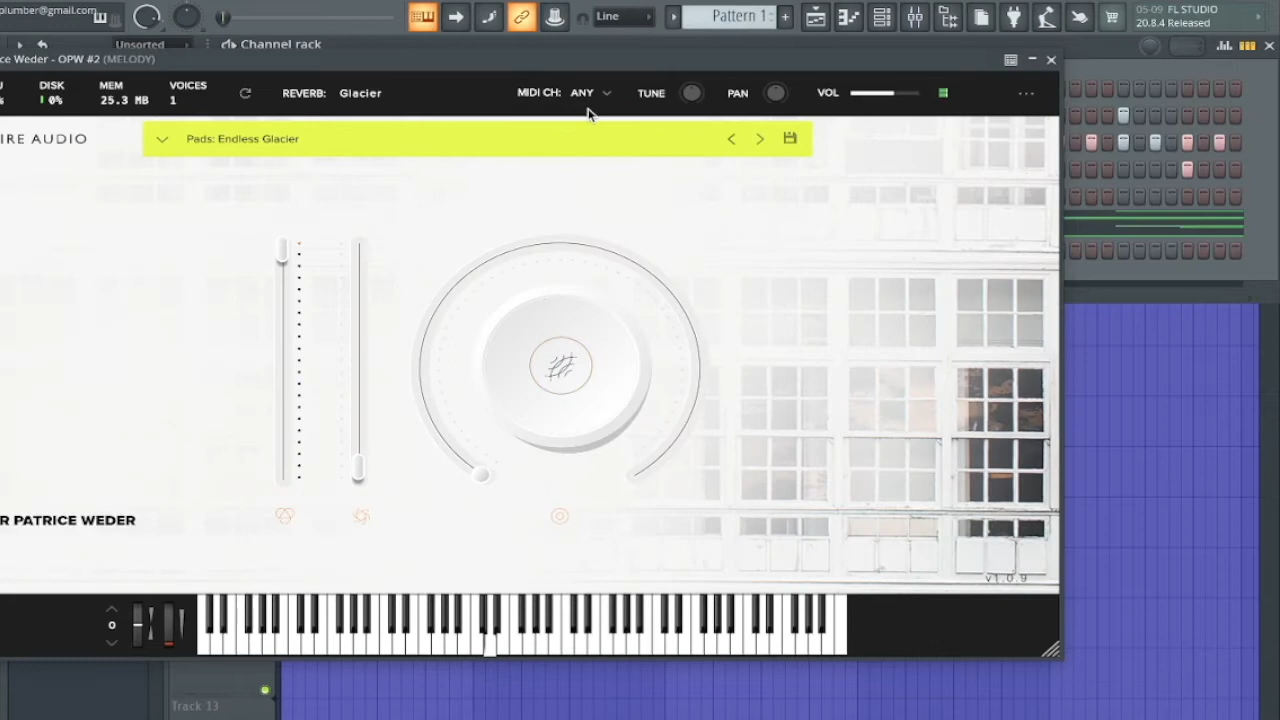 plumber@gmail.com
Line
Pattern 1
05-09 FL STUDIO
20.8.4 Released
Unsorted
Channel rack
ce Weder - OPW #2 (MELODY)
DISK
0%
MEM
25.3 MB
VOICES
1
REVERB: Glacier
MIDI CH: ANY
TUNE
PAN
VOL
IRE AUDIO
Pads: Endless Glacier
R PATRICE WEDER
v1.0.9
0
Track 13